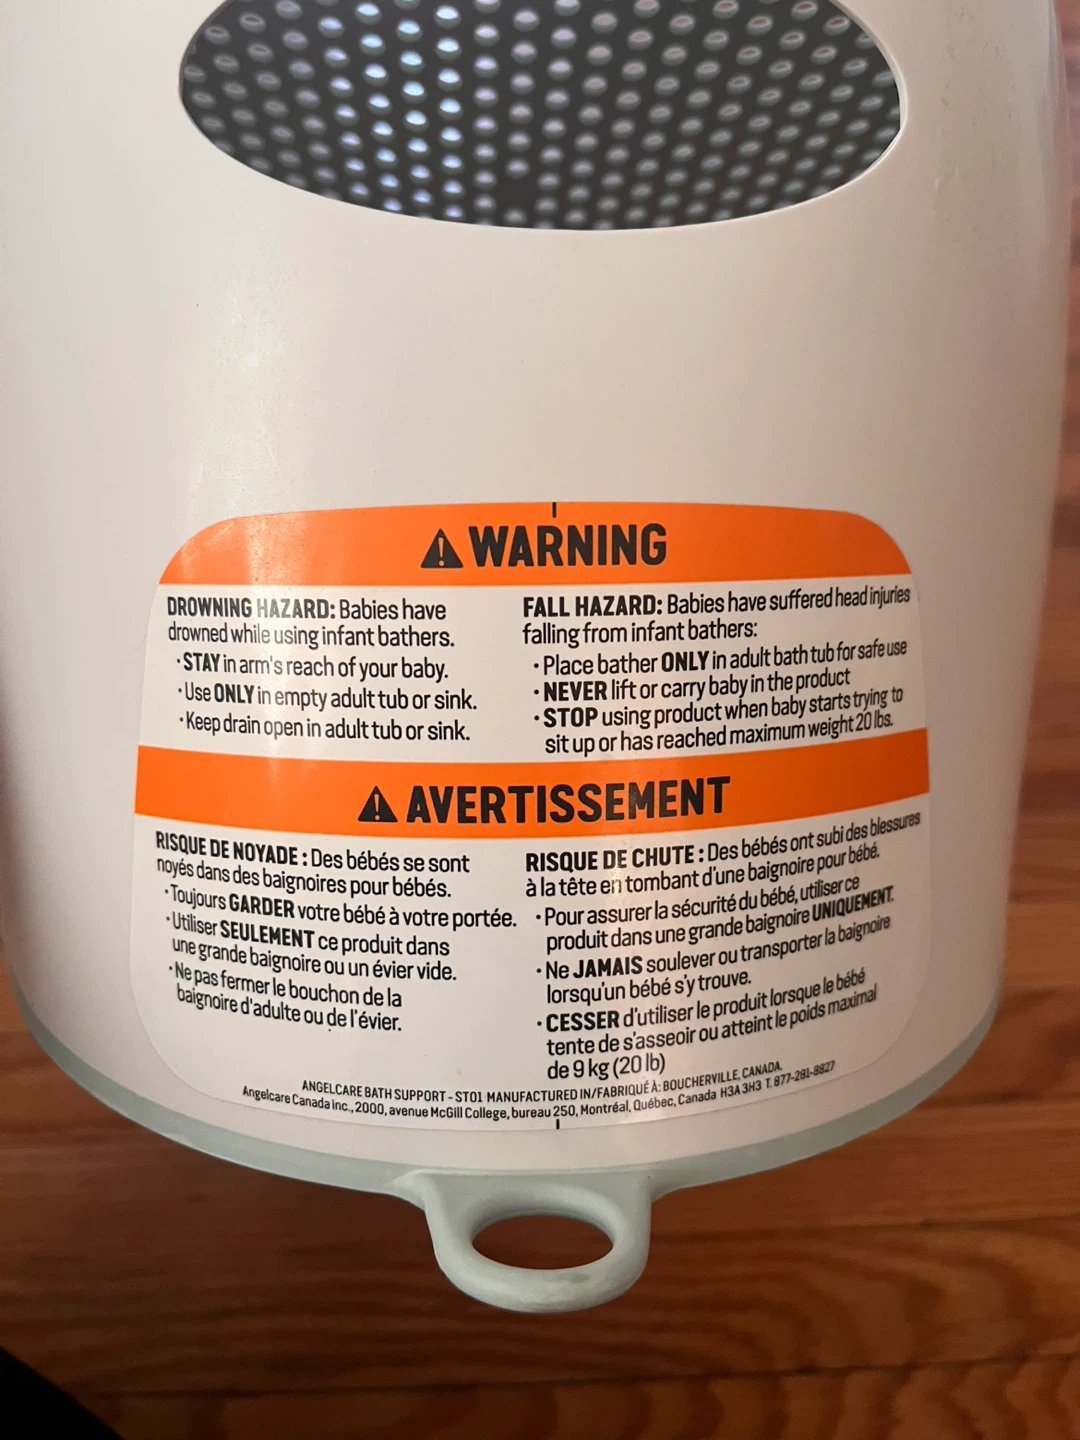 WARNING
DROWNING HAZARD: Babies have
drowned while using infant bathers.
· STAY in arm's reach of your baby.
· Use ONLY in empty adult tub or sink.
· Keep drain open in adult tub or sink.
FALL HAZARD: Babies have suffered head injuries
falling from infant bathers:
· Place bather ONLY in adult bath tub for safe use
· NEVER lift or carry baby in the product
· STOP using product when baby starts trying to
sit up or has reached maximum weight 20 lbs.
AVERTISSEMENT
RISQUE DE NOYADE : Des bébés se sont
noyés dans des baignoires pour bébés.
· Toujours GARDER votre bébé à votre portée.
· Utiliser SEULEMENT ce produit dans
une grande baignoire ou un évier vide.
· Ne pas fermer le bouchon de la
baignoire d'adulte ou de l'évier.
RISQUE DE CHUTE : Des bébés ont subi des blessures
à la tête en tombant d'une baignoire pour bébé.
· Pour assurer la sécurité du bébé, utiliser ce
produit dans une grande baignoire UNIQUEMENT.
· Ne JAMAIS soulever ou transporter la baignoire
lorsqu'un bébé s'y trouve.
· CESSER d'utiliser le produit lorsque le bébé
tente de s'asseoir ou atteint le poids maximal
de 9 kg (20 lb)
ANGELCARE BATH SUPPORT - ST01 MANUFACTURED IN/FABRIQUÉ À: BOUCHERVILLE, CANADA.
Angelcare Canada inc., 2000, avenue McGill College, bureau 250, Montréal, Québec, Canada H3A 3H3 T. 877-281-8827